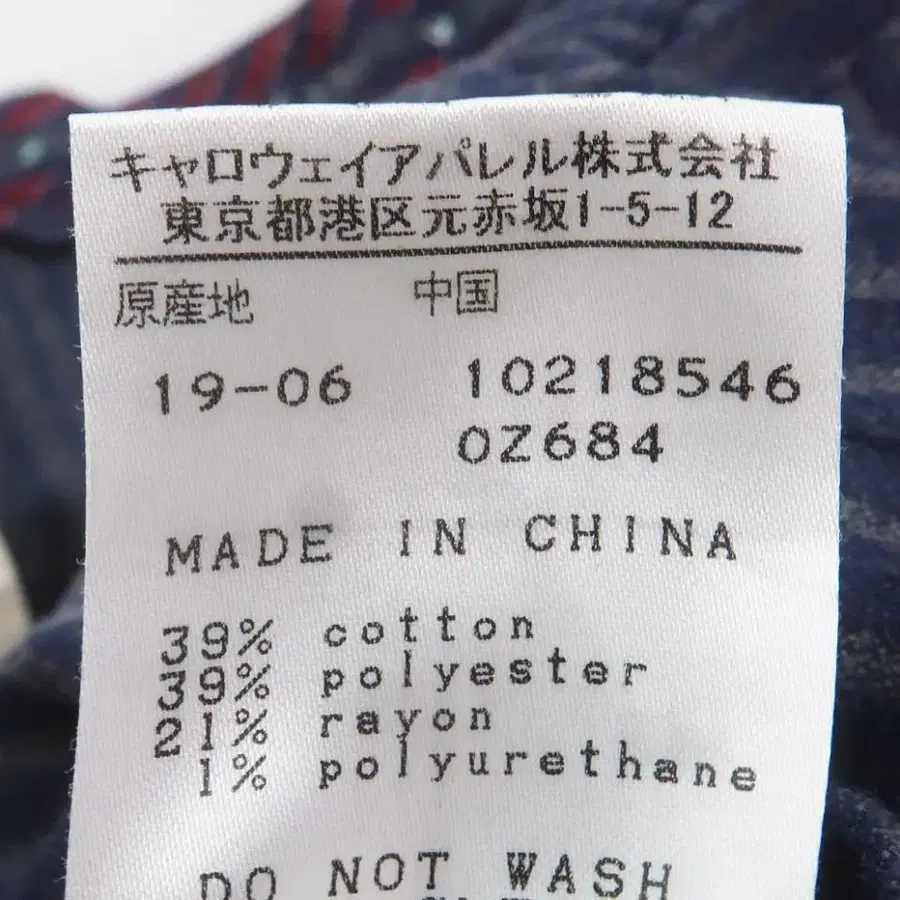 キャロウェイアパレル株式会社
東京都港区元赤坂1-5-12
原産地 中国
19-06 10218546
0Z684
MADE IN CHINA
39% cotton
39% polyester
21% rayon
1% polyurethane
DO NOT WASH